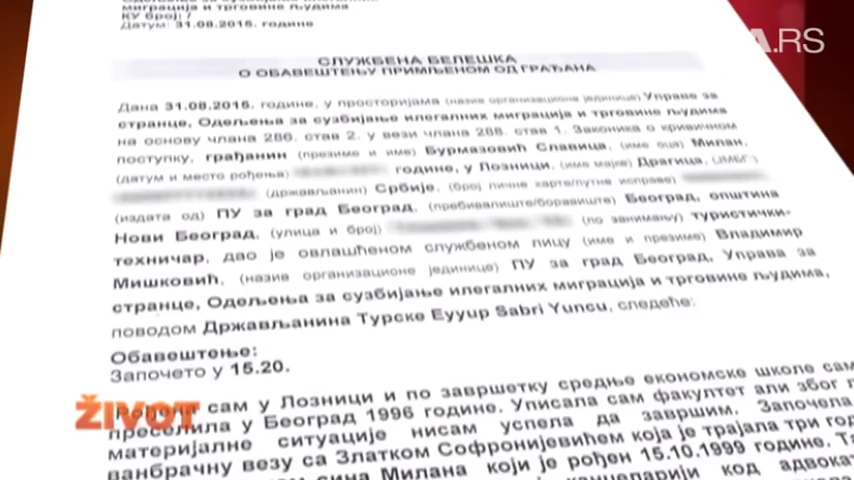 миграција и трговине људима
КУ број: /
Датум: 31.08.2015. године
A.RS
СЛУЖБЕНА БЕЛЕШКА
О ОБАВЕШТЕЊУ ПРИМЉЕНОМ ОД ГРАЂАНА
Дана 31.08.2015. године, у просторијама (назив организационе јединице) Управе за
странце, Одељења за сузбијање илегалних миграција и трговине људима
на основу члана 286. став 2. у вези члана 288. став 1. Законика о кривичном
поступку, грађанин (презиме и име) Бурмазовић Славица, (име оца) Милан,
(датум и место рођења) године, у Лозници, (име мајке) Драгица, (ЈМБГ)
(држављанин) Србије, (број личне карте/путне исправе)
(издата од) ПУ за град Београд, (пребивалиште/боравиште) Београд, општина
Нови Београд, (улица и број) (по занимању) туристички-
техничар, дао је овлашћеном службеном лицу (име и презиме) Владимир
Мишковић, (назив организационе јединице) ПУ за град Београд, Управа за
странце, Одељења за сузбијање илегалних миграција и трговине људима,
поводом Држављанина Турске Eyyup Sabri Yuncu, следеће:
Обавештење:
Започето у 15.20.
ŽIVOT
Рођена сам у Лозници и по завршетку средње економске школе сам
преселила у Београд 1996 године. Уписала сам факултет али због
материјалне ситуације нисам успела да завршим. Започела
ванбрачну везу са Златком Софронијевићем која је трајала три
сина Милана који је рођен 15.10.1999 године.
канцеларији код